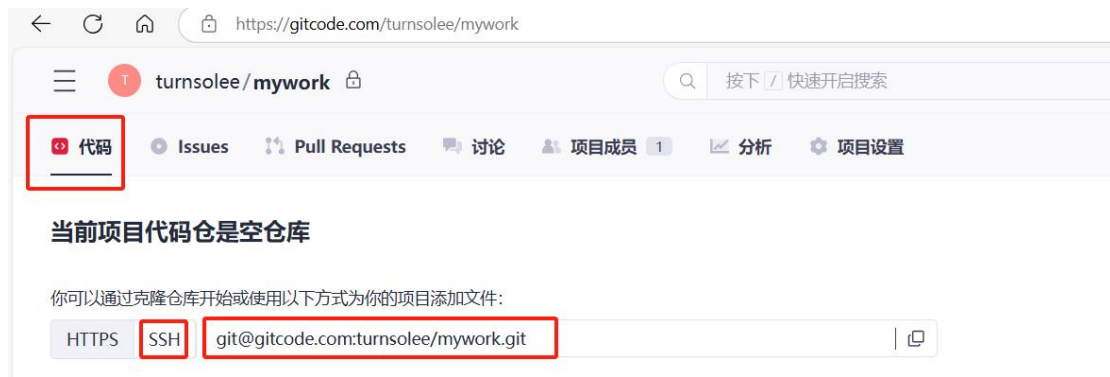 https://gitcode.com/turnsolee/mywork
T turnsolee/mywork 按下 / 快速开启搜索
代码 Issues Pull Requests 讨论 项目成员 1 分析 项目设置
当前项目代码仓是空仓库
你可以通过克隆仓库开始或使用以下方式为你的项目添加文件：
HTTPS SSH git@gitcode.com:turnsolee/mywork.git